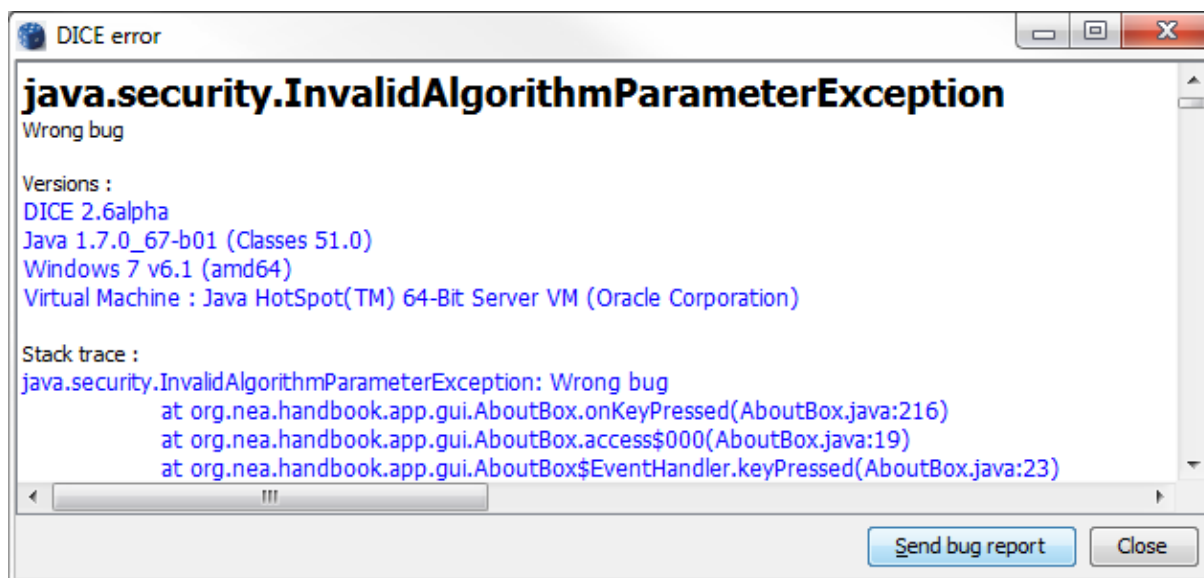 DICE error
java.security.InvalidAlgorithmParameterException
Wrong bug
Versions :
DICE 2.6alpha
Java 1.7.0_67-b01 (Classes 51.0)
Windows 7 v6.1 (amd64)
Virtual Machine : Java HotSpot(TM) 64-Bit Server VM (Oracle Corporation)
Stack trace :
java.security.InvalidAlgorithmParameterException: Wrong bug
at org.nea.handbook.app.gui.AboutBox.onKeyPressed(AboutBox.java:216)
at org.nea.handbook.app.gui.AboutBox.access$000(AboutBox.java:19)
at org.nea.handbook.app.gui.AboutBox$EventHandler.keyPressed(AboutBox.java:23)
Send bug report Close